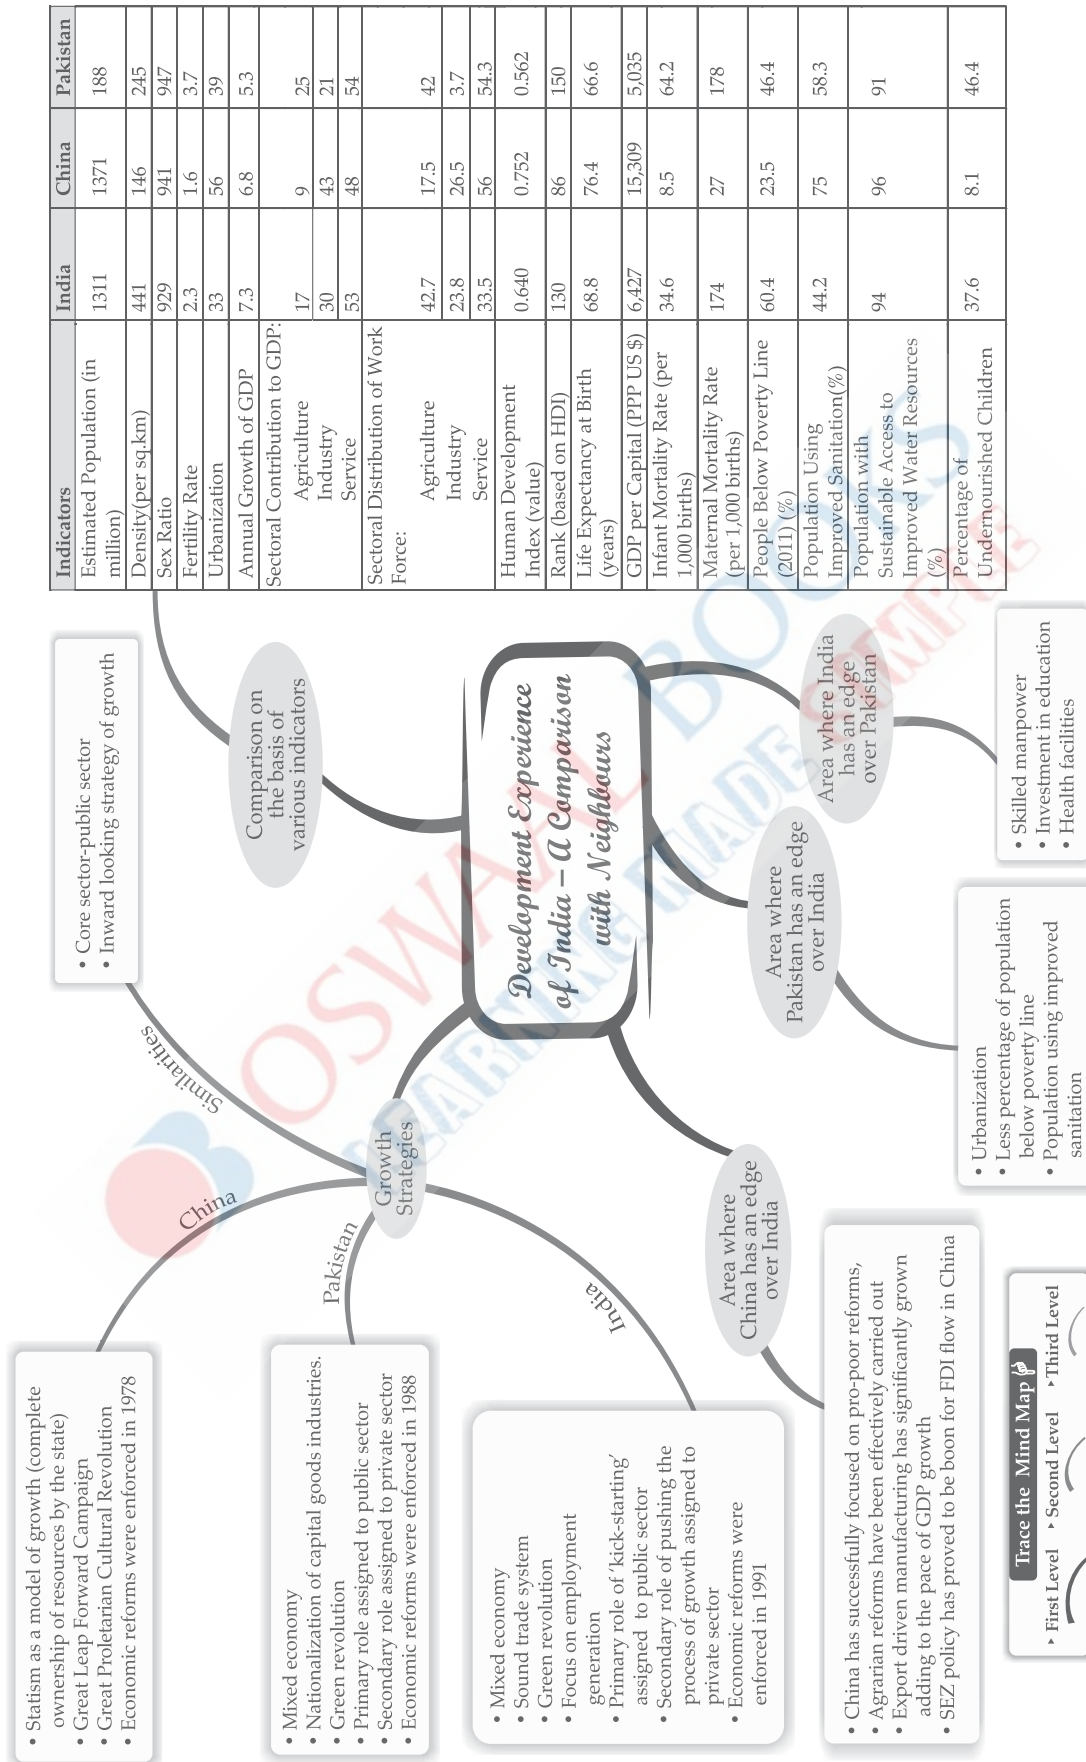 Development Experience
of India – A Comparison
with Neighbours
Growth
Strategies
Similarities
• Core sector-public sector
• Inward looking strategy of growth
China
• Statism as a model of growth (complete
ownership of resources by the state)
• Great Leap Forward Campaign
• Great Proletarian Cultural Revolution
• Economic reforms were enforced in 1978
Pakistan
• Mixed economy
• Nationalization of capital goods industries.
• Green revolution
• Primary role assigned to public sector
• Secondary role assigned to private sector
• Economic reforms were enforced in 1988
India
• Mixed economy
• Sound trade system
• Green revolution
• Focus on employment
generation
• Primary role of ‘kick-starting’
assigned to public sector
• Secondary role of pushing the
process of growth assigned to
private sector
• Economic reforms were
enforced in 1991
Area where
China has an edge
over India
• China has successfully focused on pro-poor reforms,
• Agrarian reforms have been effectively carried out
• Export driven manufacturing has significantly grown
adding to the pace of GDP growth
• SEZ policy has proved to be boon for FDI flow in China
Area where
Pakistan has an edge
over India
• Urbanization
• Less percentage of population
below poverty line
• Population using improved
sanitation
Area where India
has an edge
over Pakistan
• Skilled manpower
• Investment in education
• Health facilities
Comparison on
the basis of
various indicators
Indicators India China Pakistan
Estimated Population (in
million) 1311 1371 188
Density(per sq.km) 441 146 245
Sex Ratio 929 941 947
Fertility Rate 2.3 1.6 3.7
Urbanization 33 56 39
Annual Growth of GDP 7.3 6.8 5.3
Sectoral Contribution to GDP:
Agriculture 17 9 25
Industry 30 43 21
Service 53 48 54
Sectoral Distribution of Work
Force:
Agriculture 42.7 17.5 42
Industry 23.8 26.5 3.7
Service 33.5 56 54.3
Human Development
Index (value) 0.640 0.752 0.562
Rank (based on HDI) 130 86 150
Life Expectancy at Birth
(years) 68.8 76.4 66.6
GDP per Capital (PPP US $) 6,427 15,309 5,035
Infant Mortality Rate (per
1,000 births) 34.6 8.5 64.2
Maternal Mortality Rate
(per 1,000 births) 174 27 178
People Below Poverty Line
(2011) (%) 60.4 23.5 46.4
Population Using
Improved Sanitation(%) 44.2 75 58.3
Population with
Sustainable Access to
Improved Water Resources
(%) 94 96 91
Percentage of
Undernourished Children 37.6 8.1 46.4
Trace the Mind Map
▸ First Level ▸ Second Level ▸ Third Level
OSWAAL BOOKS
LEARNING MADE SIMPLE